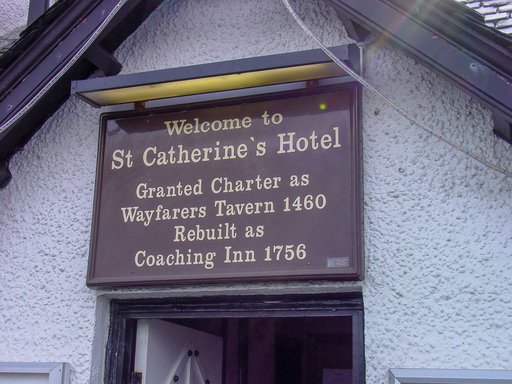 Welcome to
St Catherine`s Hotel
Granted Charter as
Wayfarers Tavern 1460
Rebuilt as
Coaching Inn 1756